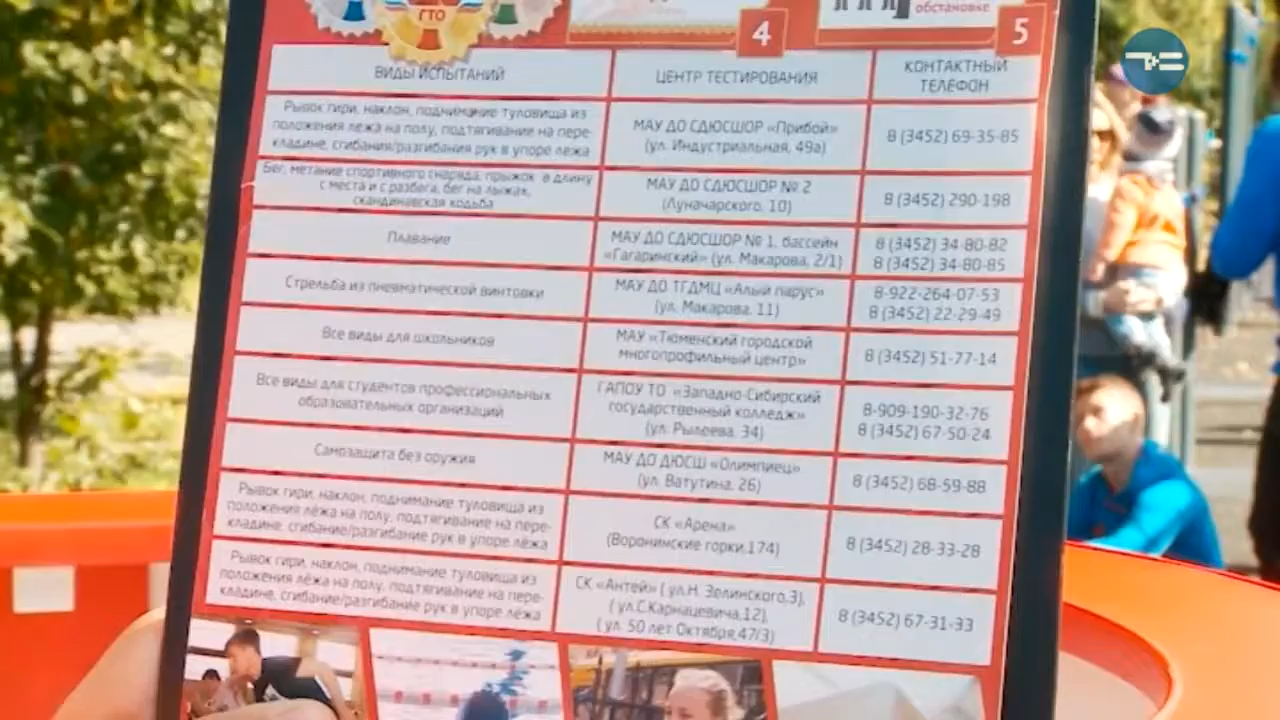 ГТО
4
обстановке
5
ВИДЫ ИСПЫТАНИЙ
ЦЕНТР ТЕСТИРОВАНИЯ
КОНТАКТНЫЙ
ТЕЛЕФОН
Рывок гири, наклон, поднимание туловища из
положения лежа на полу, подтягивание на пере-
кладине, сгибания/разгибания рук в упоре лежа
МАУ ДО СДЮСШОР «Прибой»
(ул. Индустриальная, 49а)
8 (3452) 69-35-85
Бег, метание спортивного снаряда, прыжок в длину
с места и с разбега, бег на лыжах,
скандинавская ходьба
МАУ ДО СДЮСШОР № 2
(Луначарского, 10)
8 (3452) 290-198
Плавание
МАУ ДО СДЮСШОР № 1, бассейн
«Гагаринский» (ул. Макарова, 2/1)
8 (3452) 34-80-82
8 (3452) 34-80-85
Стрельба из пневматической винтовки
МАУ ДО ТГДМЦ «Алый парус»
(ул. Макарова, 11)
8-922-264-07-53
8 (3452) 22-29-49
Все виды для школьников
МАУ «Тюменский городской
многопрофильный центр»
8 (3452) 51-77-14
Все виды для студентов профессиональных
образовательных организаций
ГАПОУ ТО «Западно-Сибирский
государственный колледж»
(ул. Рылеева, 34)
8-909-190-32-76
8 (3452) 67-50-24
Самозащита без оружия
МАУ ДО ДЮСШ «Олимпиец»
(ул. Ватутина, 26)
8 (3452) 68-59-88
Рывок гири, наклон, поднимание туловища из
положения лёжа на полу, подтягивание на пере-
кладине, сгибание/разгибание рук в упоре лёжа
СК «Арена»
(Воронинские горки,174)
8 (3452) 28-33-28
Рывок гири, наклон, поднимание туловища из
положения лёжа на полу, подтягивание на пере-
кладине, сгибание/разгибание рук в упоре лёжа
СК «Антей» ( ул.Н. Зелинского,3),
( ул.С.Карнацевича,12),
( ул. 50 лет Октября,47/3)
8 (3452) 67-31-33